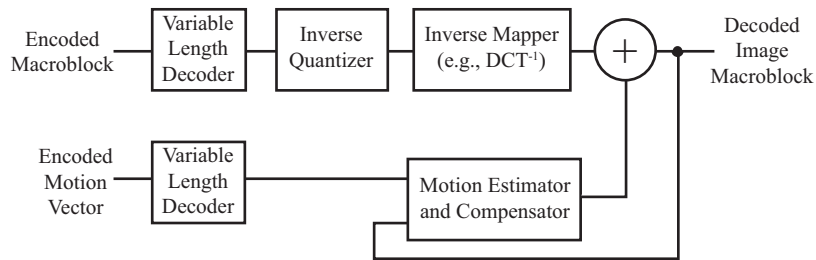 Encoded
Macroblock
Variable
Length
Decoder
Inverse
Quantizer
Inverse Mapper
(e.g., DCT⁻¹)
+
Decoded
Image
Macroblock
Encoded
Motion
Vector
Variable
Length
Decoder
Motion Estimator
and Compensator